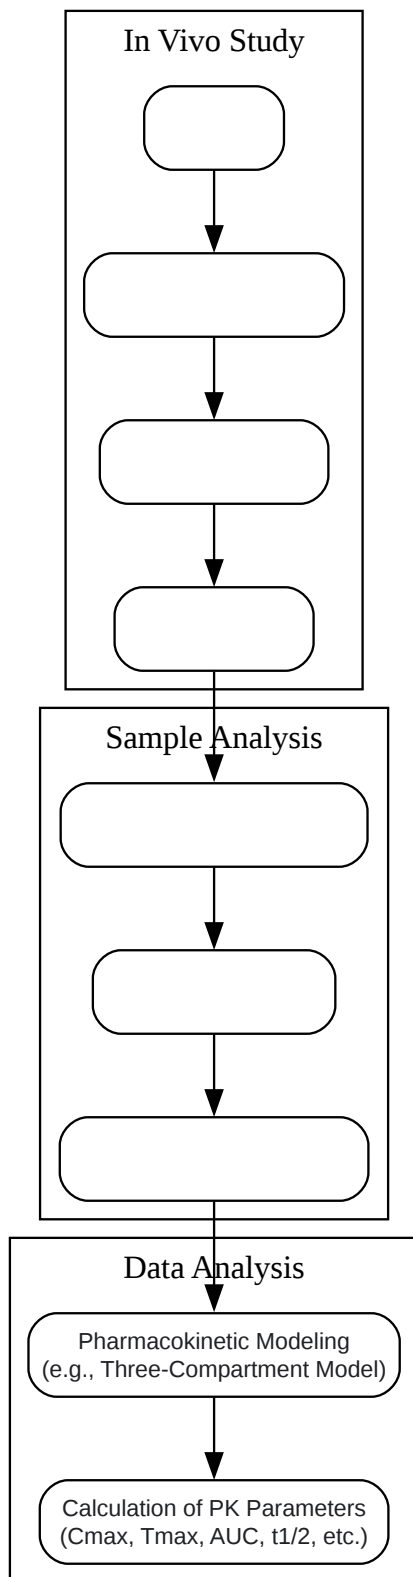 In Vivo Study
Sample Analysis
Data Analysis
Pharmacokinetic Modeling
(e.g., Three-Compartment Model)
Calculation of PK Parameters
(Cmax, Tmax, AUC, t1/2, etc.)